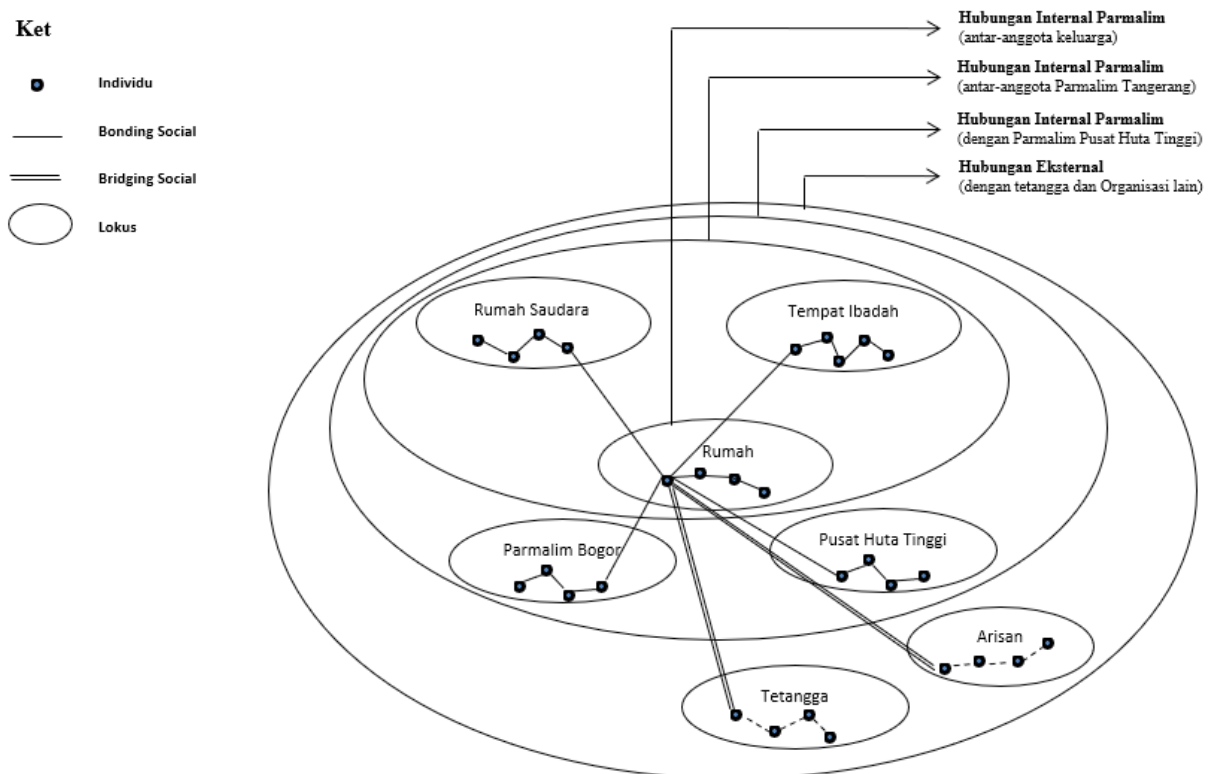 Ket
Individu
Bonding Social
Bridging Social
Lokus
Hubungan Internal Parmalim
(antar-anggota keluarga)
Hubungan Internal Parmalim
(antar-anggota Parmalim Tangerang)
Hubungan Internal Parmalim
(dengan Parmalim Pusat Huta Tinggi)
Hubungan Eksternal
(dengan tetangga dan Organisasi lain)
Rumah Saudara
Tempat Ibadah
Rumah
Parmalim Bogor
Pusat Huta Tinggi
Arisan
Tetangga